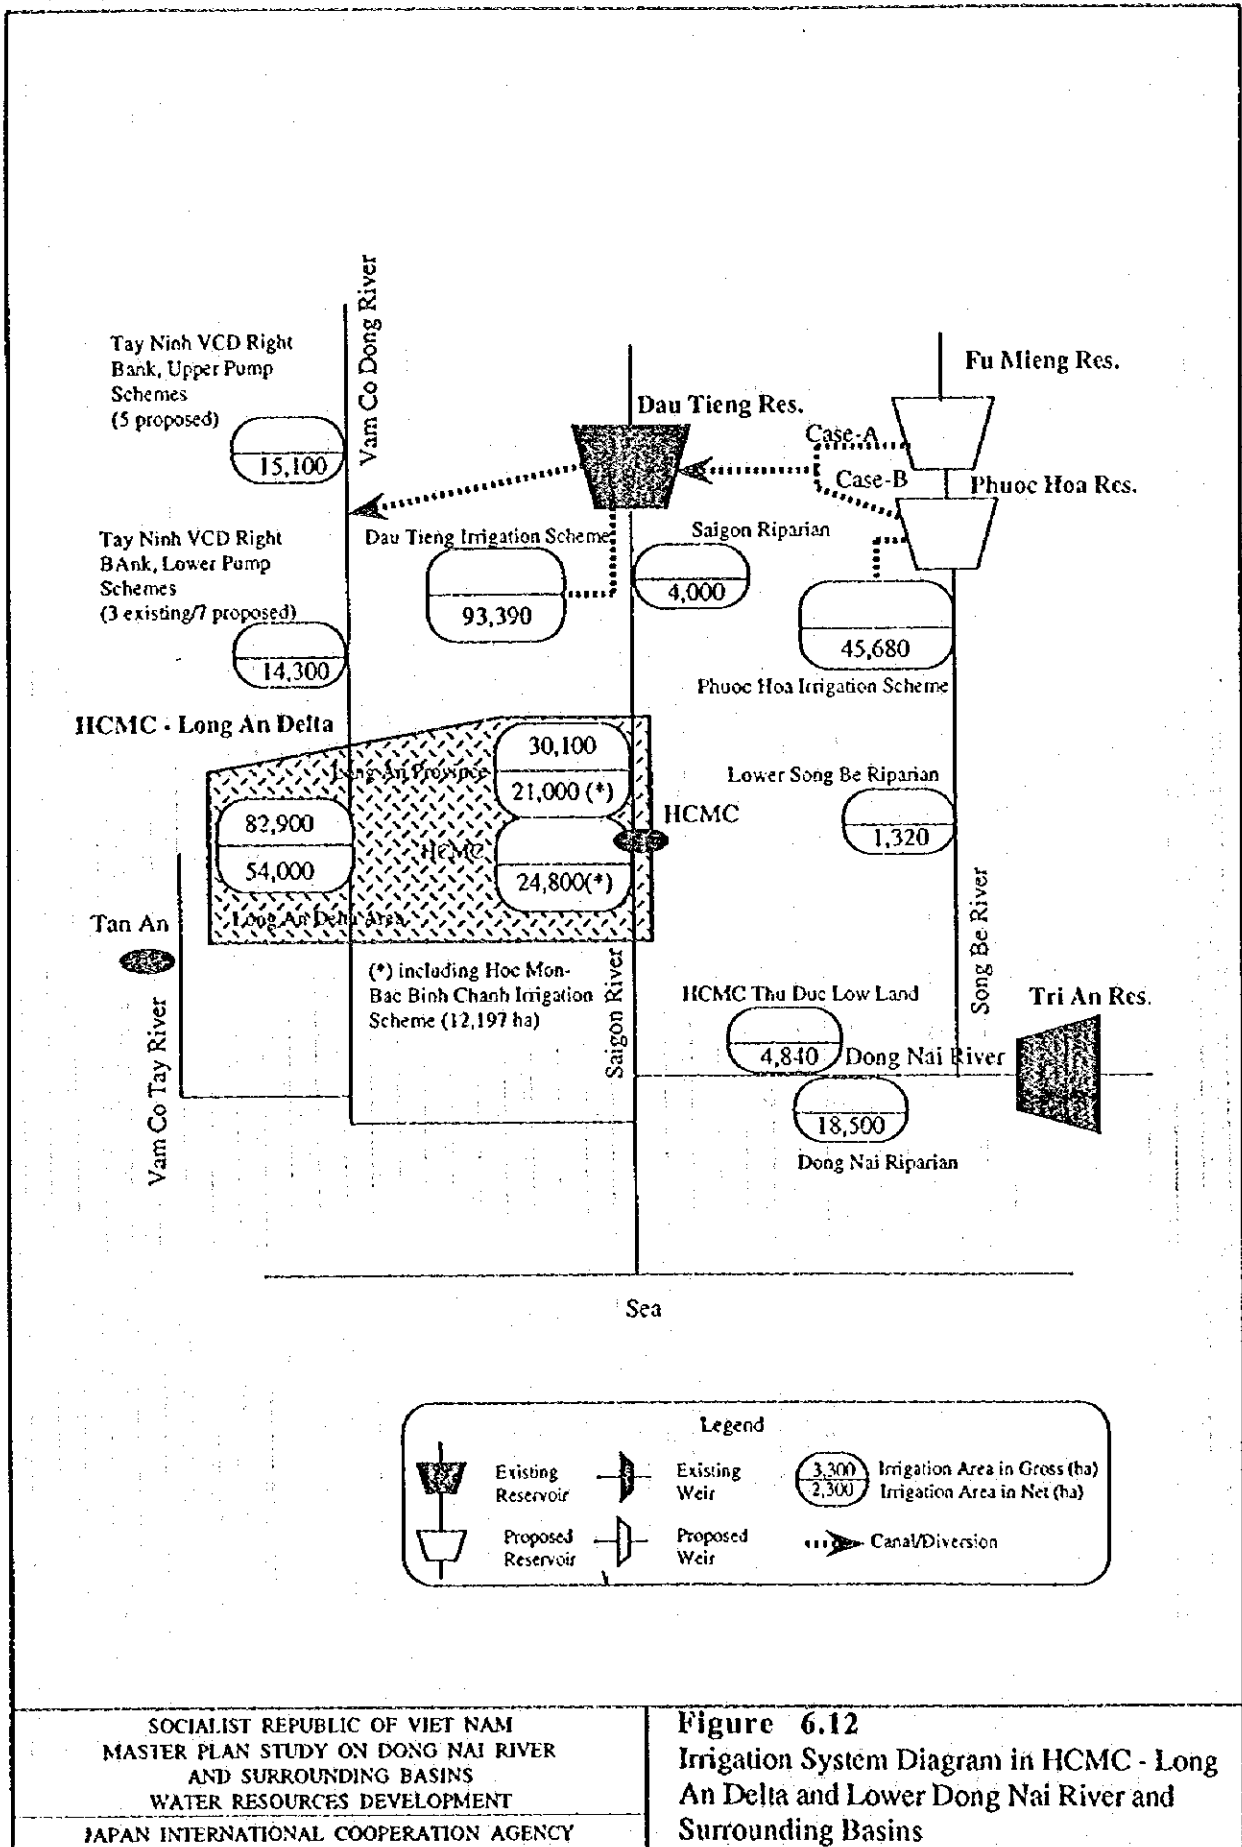 Vam Co Dong River
Tay Ninh VCD Right
Bank, Upper Pump
Schemes
(5 proposed)
15,100
Fu Mieng Res.
Dau Tieng Res.
Case-A
Case-B
Phuoc Hoa Res.
Tay Ninh VCD Right
BAnk, Lower Pump
Schemes
(3 existing/7 proposed)
14,300
Dau Tieng Irrigation Scheme
93,390
Saigon Riparian
4,000
45,680
Phuoc Hoa Irrigation Scheme
HCMC - Long An Delta
Long An Province
30,100
21,000 (*)
HCMC
82,900
54,000
HCMC
24,800(*)
Long An Delta Area
Lower Song Be Riparian
1,320
Song Be River
Tan An
Vam Co Tay River
(*) including Hoc Mon-
Bac Binh Chanh Irrigation
Scheme (12,197 ha)
Saigon River
HCMC Thu Duc Low Land
4,840
Dong Nai River
Tri An Res.
18,500
Dong Nai Riparian
Sea
Legend
Existing
Reservoir
Existing
Weir
3,300
2,300
Irrigation Area in Gross (ha)
Irrigation Area in Net (ha)
Proposed
Reservoir
Proposed
Weir
Canal/Diversion
SOCIALIST REPUBLIC OF VIET NAM
MASTER PLAN STUDY ON DONG NAI RIVER
AND SURROUNDING BASINS
WATER RESOURCES DEVELOPMENT
JAPAN INTERNATIONAL COOPERATION AGENCY
Figure 6.12
Irrigation System Diagram in HCMC - Long
An Delta and Lower Dong Nai River and
Surrounding Basins